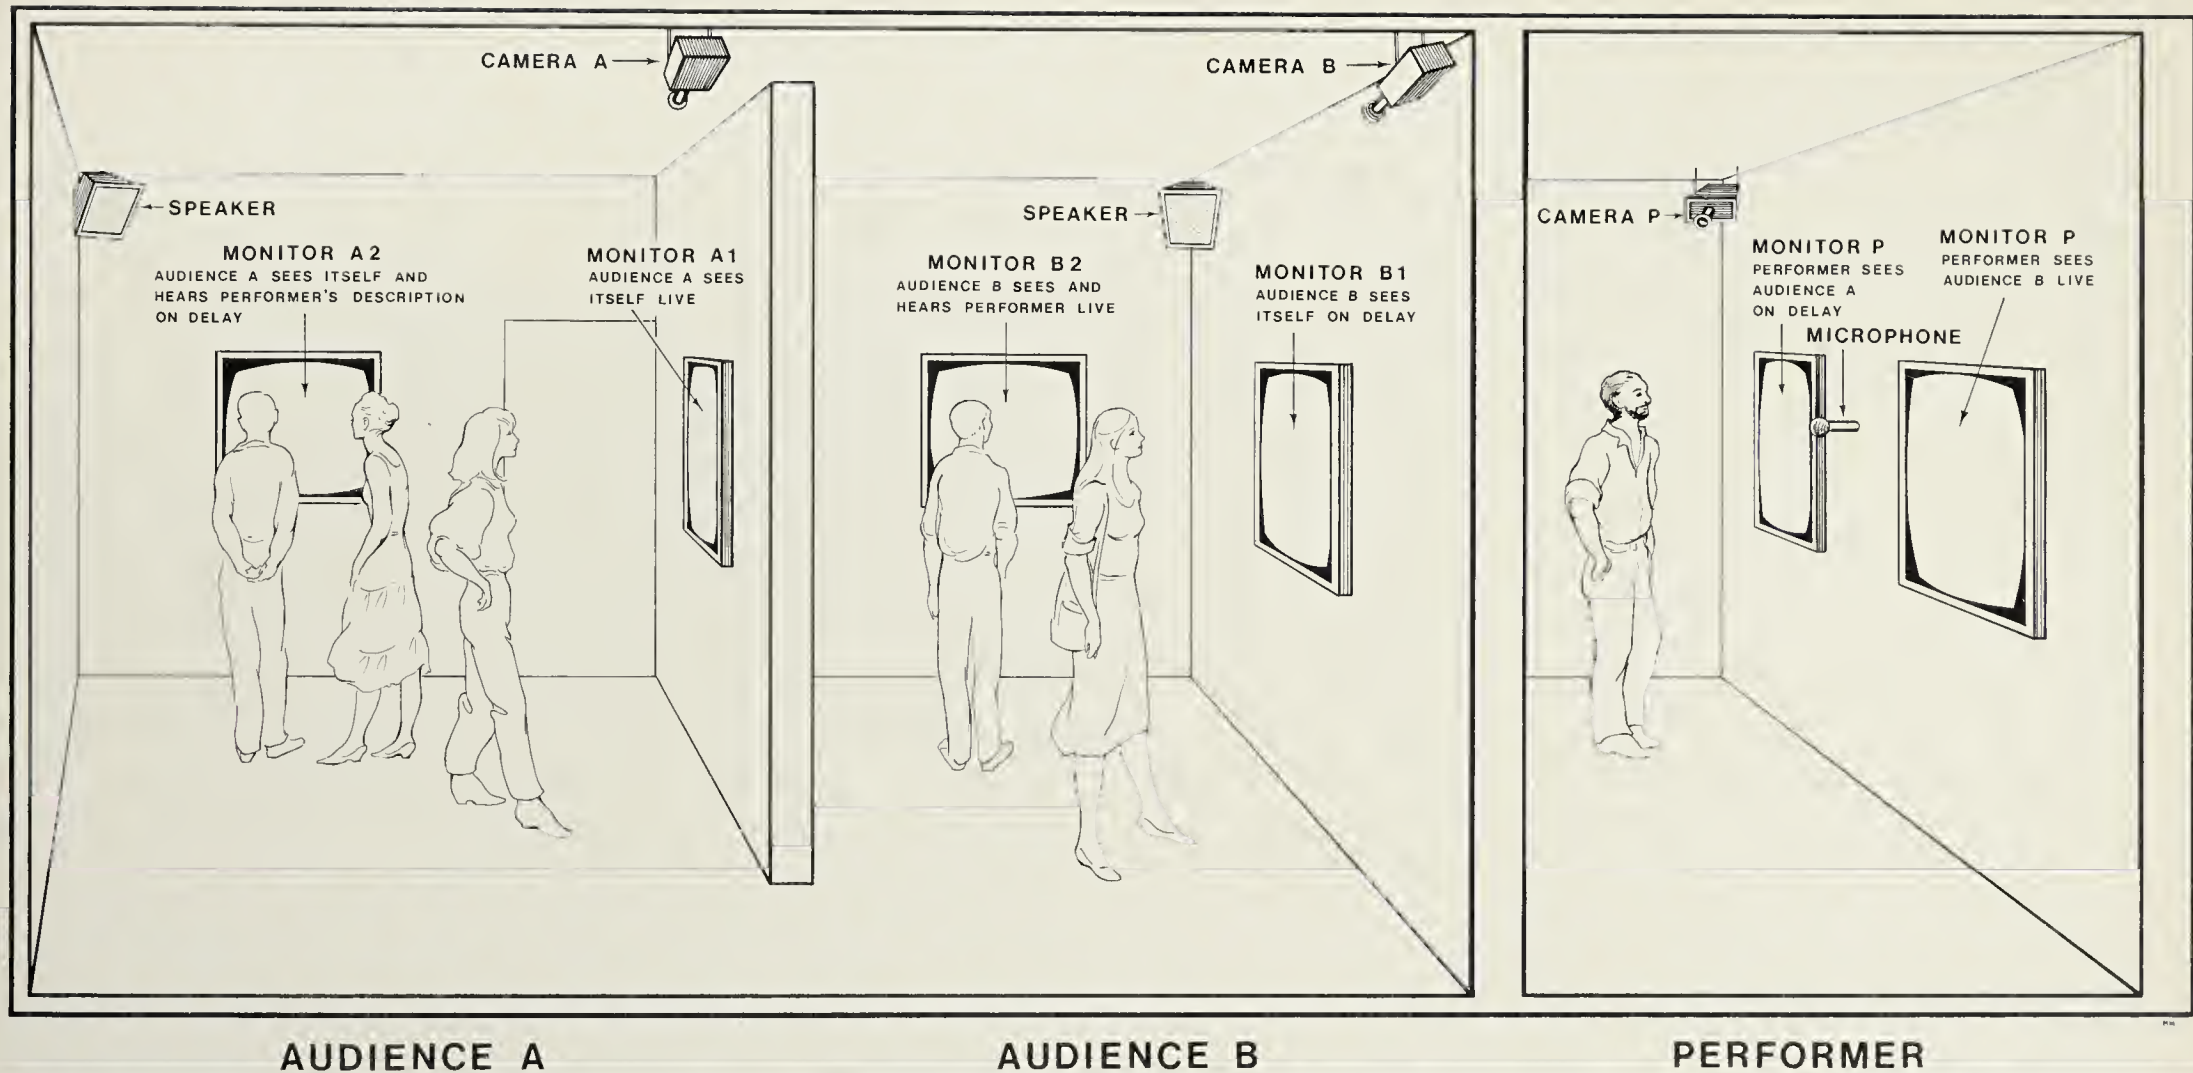 CAMERA A
CAMERA B
SPEAKER
SPEAKER
CAMERA P
MONITOR A2
AUDIENCE A SEES ITSELF AND
HEARS PERFORMER'S DESCRIPTION
ON DELAY
MONITOR A1
AUDIENCE A SEES
ITSELF LIVE
MONITOR B2
AUDIENCE B SEES AND
HEARS PERFORMER LIVE
MONITOR B1
AUDIENCE B SEES
ITSELF ON DELAY
MONITOR P
PERFORMER SEES
AUDIENCE A
ON DELAY
MONITOR P
PERFORMER SEES
AUDIENCE B LIVE
MICROPHONE
AUDIENCE A
AUDIENCE B
PERFORMER